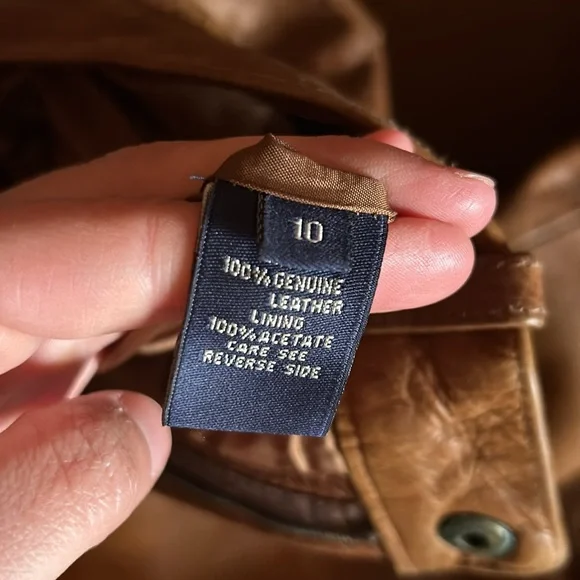 10
100% GENUINE
LEATHER
LINING
100% ACETATE
CARE SEE
REVERSE SIDE